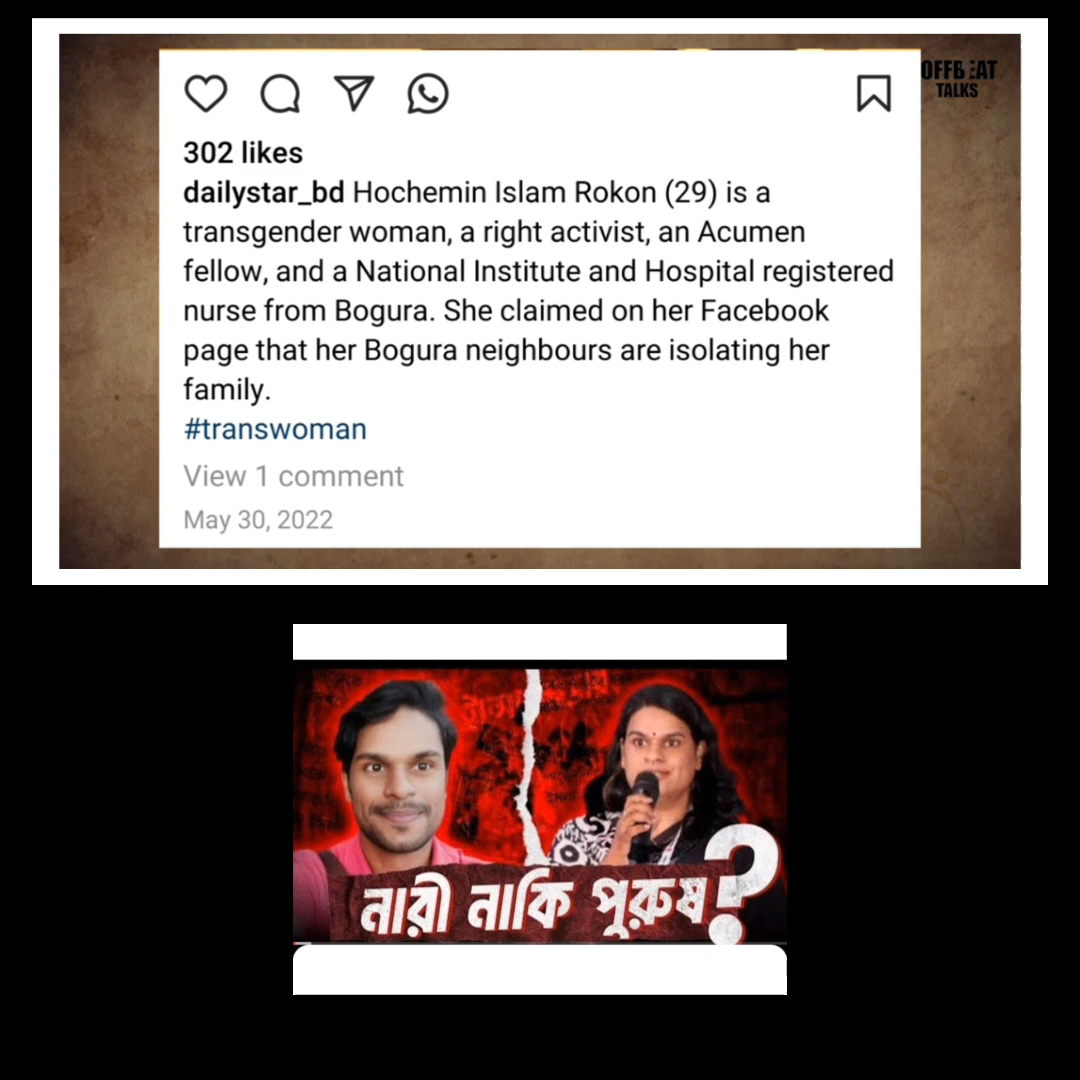 OFFBEAT
TALKS
302 likes
dailystar_bd Hochemin Islam Rokon (29) is a
transgender woman, a right activist, an Acumen
fellow, and a National Institute and Hospital registered
nurse from Bogura. She claimed on her Facebook
page that her Bogura neighbours are isolating her
family.
#transwoman
View 1 comment
May 30, 2022
নারী নাকি পুরুষ?